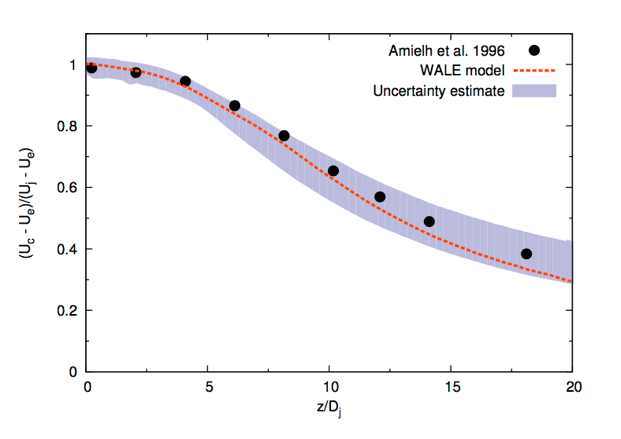 Amielh et al. 1996
WALE model
Uncertainty estimate
1
0.8
0.6
0.4
0.2
0
(U_c - U_e)/(U_j - U_e)
0 5 10 15 20
z/D_j